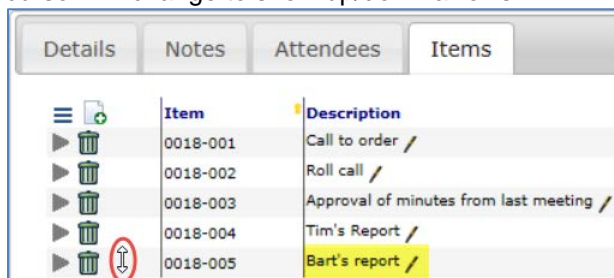 Details Notes Attendees Items
Item Description
0018-001 Call to order
0018-002 Roll call
0018-003 Approval of minutes from last meeting
0018-004 Tim's Report
0018-005 Bart's report